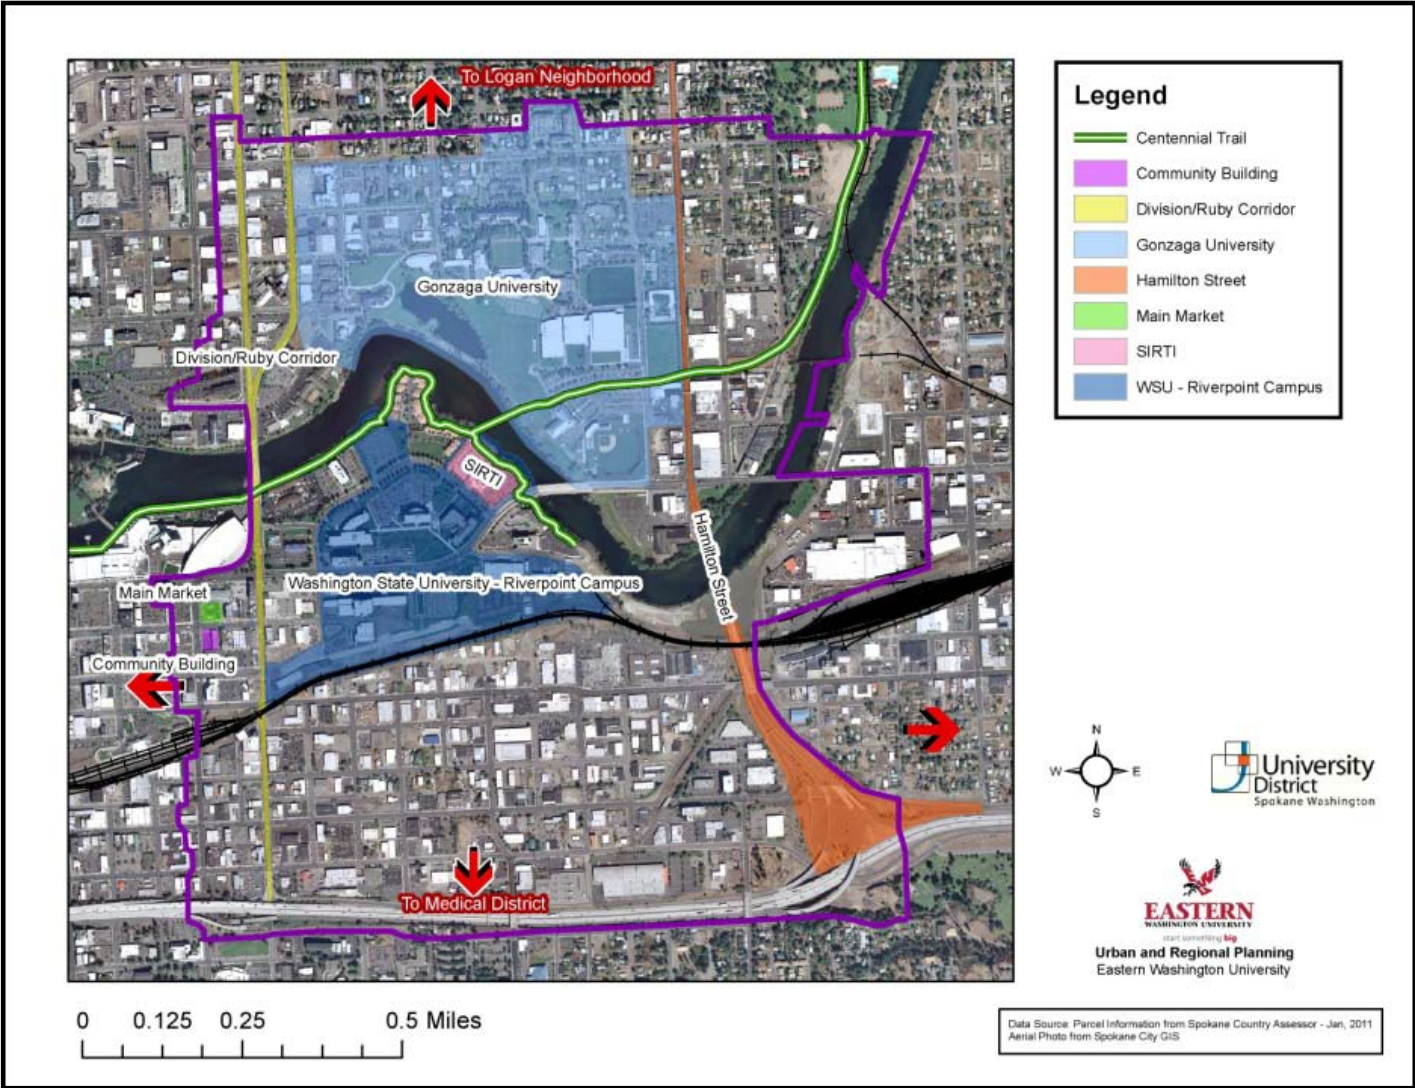 To Logan Neighborhood
Gonzaga University
Division/Ruby Corridor
SIRTI
Hamilton Street
Washington State University - Riverpoint Campus
Main Market
Community Building
To Medical District
Legend
Centennial Trail
Community Building
Division/Ruby Corridor
Gonzaga University
Hamilton Street
Main Market
SIRTI
WSU - Riverpoint Campus
N
W E
S
University
District
Spokane Washington
EASTERN
WASHINGTON UNIVERSITY
start something big
Urban and Regional Planning
Eastern Washington University
0 0.125 0.25 0.5 Miles
Data Source: Parcel Information from Spokane Country Assessor - Jan, 2011
Aerial Photo from Spokane City GIS